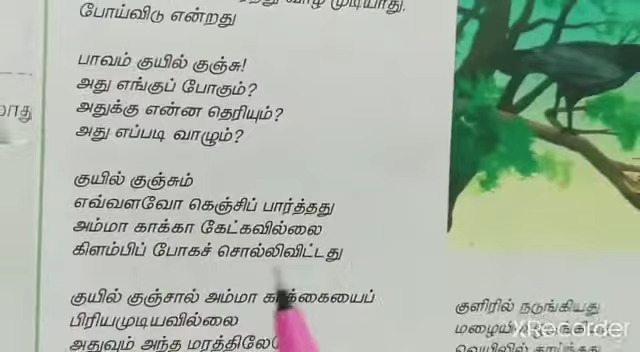 முடியாது.
போய்விடு என்றது
பாவம் குயில் குஞ்சு!
அது எங்குப் போகும்?
அதுக்கு என்ன தெரியும்?
அது எப்படி வாழும்?
குயில் குஞ்சும்
எவ்வளவோ கெஞ்சிப் பார்த்தது
அம்மா காக்கா கேட்கவில்லை
கிளம்பிப் போகச் சொல்லிவிட்டது
குயில் குஞ்சால் அம்மா காக்கையைப்
பிரியமுடியவில்லை
அதுவும் அந்த
குளிரில் நடுங்கியது
XRecorder